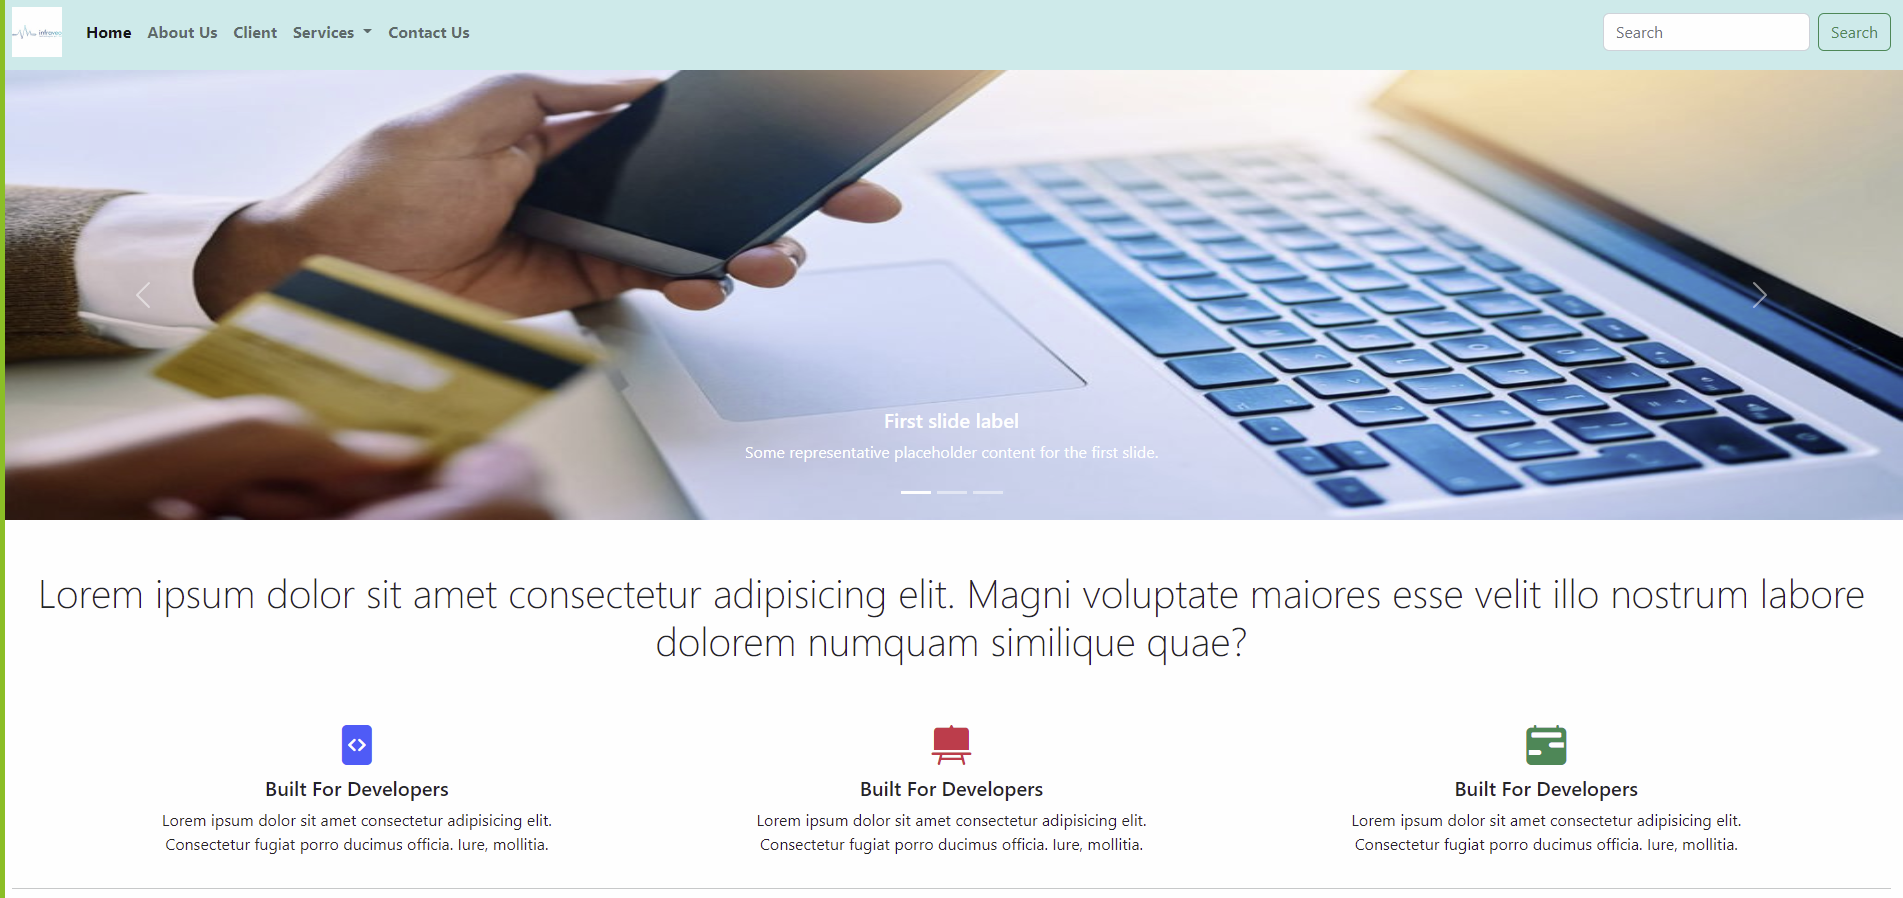 Home About Us Client Services Contact Us Search Search
First slide label
Some representative placeholder content for the first slide.
Lorem ipsum dolor sit amet consectetur adipisicing elit. Magni voluptate maiores esse velit illo nostrum labore
dolorem numquam similique quae?
Built For Developers
Lorem ipsum dolor sit amet consectetur adipisicing elit.
Consectetur fugiat porro ducimus officia. Iure, mollitia.
Built For Developers
Lorem ipsum dolor sit amet consectetur adipisicing elit.
Consectetur fugiat porro ducimus officia. Iure, mollitia.
Built For Developers
Lorem ipsum dolor sit amet consectetur adipisicing elit.
Consectetur fugiat porro ducimus officia. Iure, mollitia.